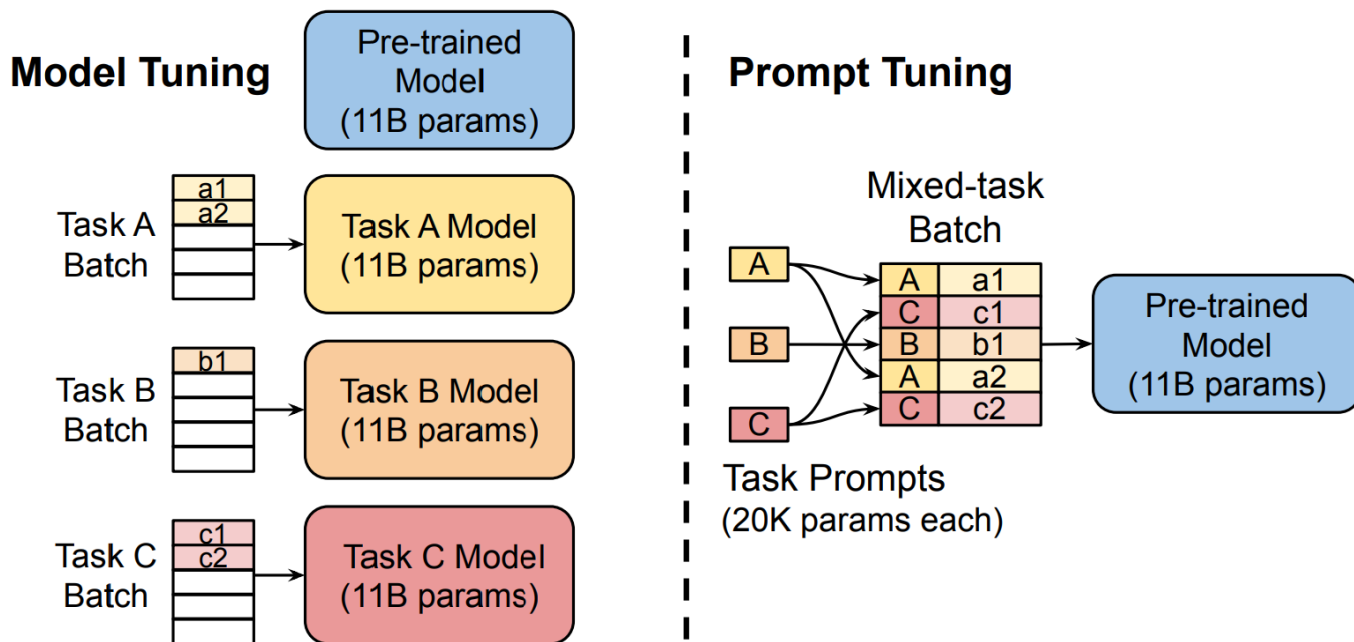 Model Tuning
Pre-trained
Model
(11B params)
Task A
Batch
a1
a2
Task A Model
(11B params)
Task B
Batch
b1
Task B Model
(11B params)
Task C
Batch
c1
c2
Task C Model
(11B params)
Prompt Tuning
Mixed-task
Batch
A
B
C
A a1
C c1
B b1
A a2
C c2
Pre-trained
Model
(11B params)
Task Prompts
(20K params each)